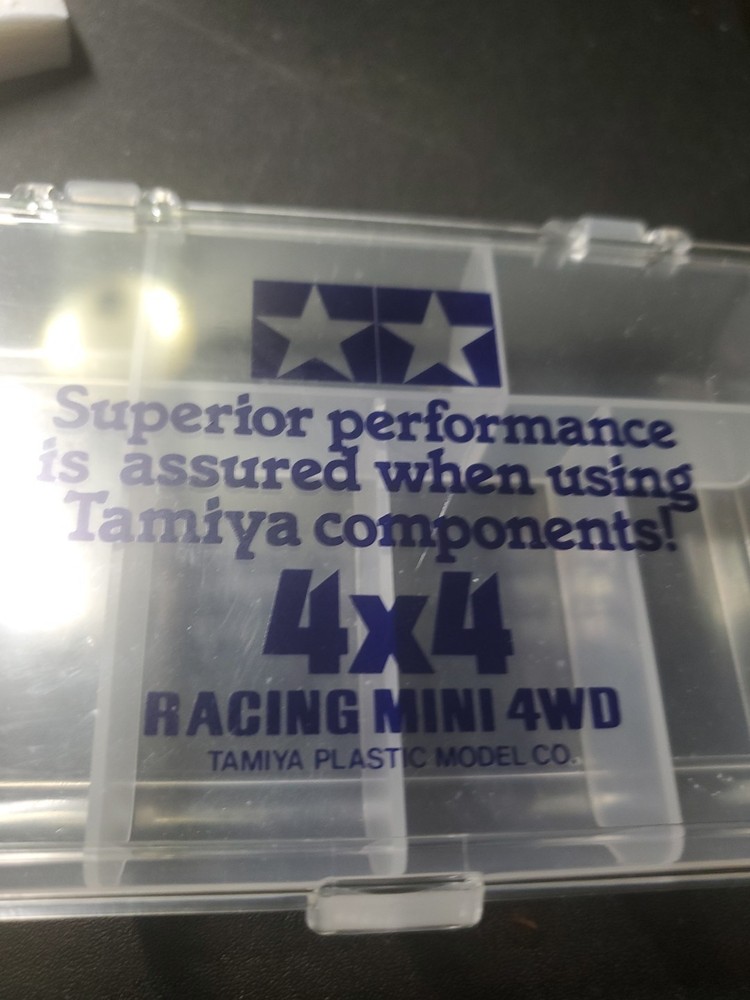 Superior performance
is assured when using
Tamiya components!
4x4
RACING MINI 4WD
TAMIYA PLASTIC MODEL CO.